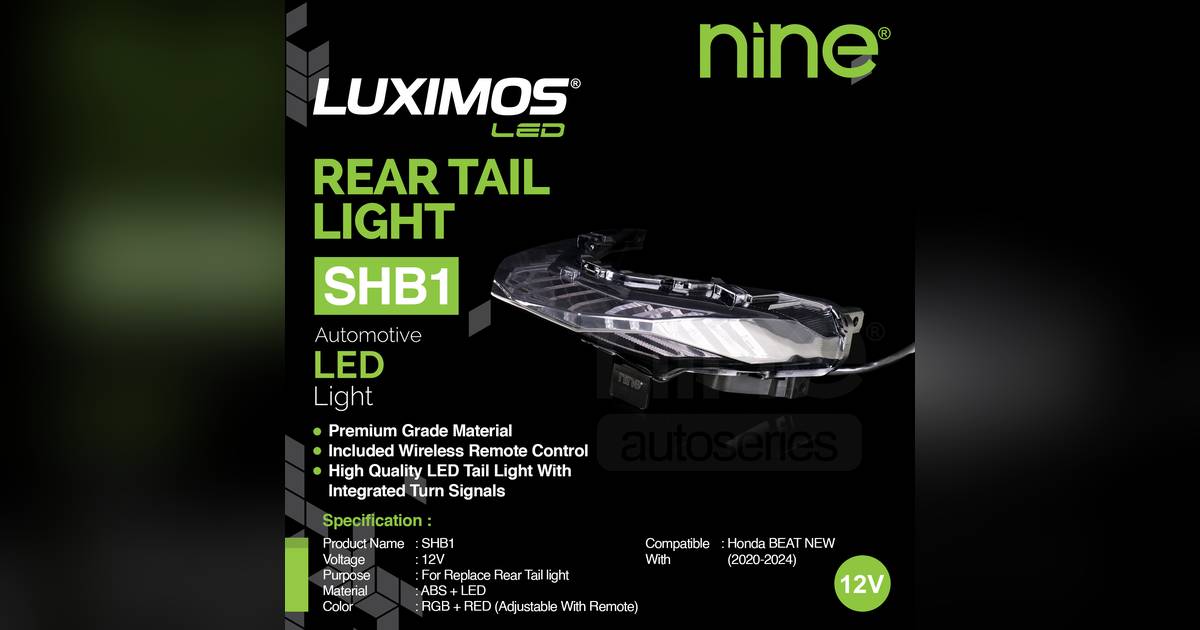 nine®
LUXIMOS®
LED
REAR TAIL
LIGHT
SHB1
Automotive
LED
Light
nine
nine®
autoseries
Premium Grade Material
Included Wireless Remote Control
High Quality LED Tail Light With
Integrated Turn Signals
Specification :
Product Name : SHB1
Voltage : 12V
Purpose : For Replace Rear Tail light
Material : ABS + LED
Color : RGB + RED (Adjustable With Remote)
Compatible : Honda BEAT NEW
With (2020-2024)
12V